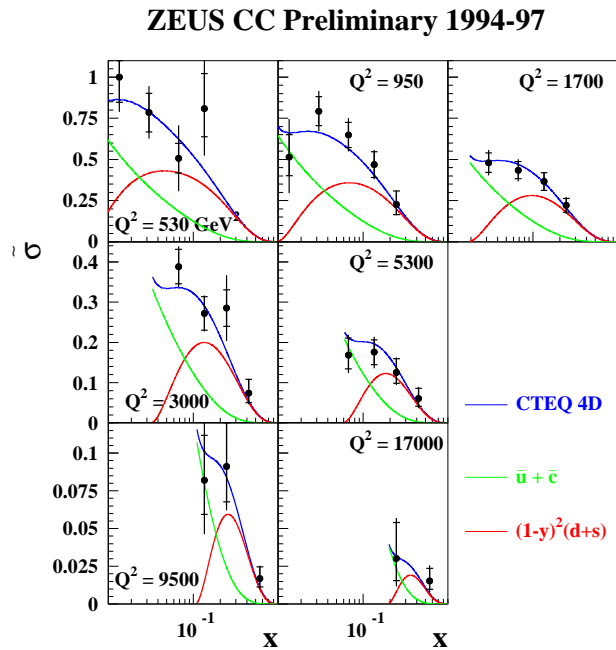 ZEUS CC Preliminary 1994-97
1
0.75
0.5
0.25
0
Q² = 530 GeV²
Q² = 950
Q² = 1700
σ̃
0.4
0.3
0.2
0.1
0
Q² = 3000
Q² = 5300
0.1
0.075
0.05
0.025
0
Q² = 9500
Q² = 17000
CTEQ 4D
ū + c̄
(1-y)²(d+s)
10⁻¹
x
10⁻¹
x